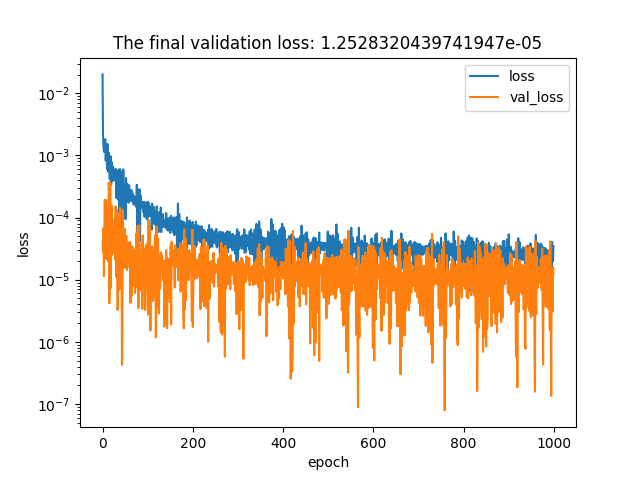 The final validation loss: 1.2528320439741947e-05
loss
val_loss
10⁻²
10⁻³
10⁻⁴
10⁻⁵
10⁻⁶
10⁻⁷
loss
0 200 400 600 800 1000
epoch